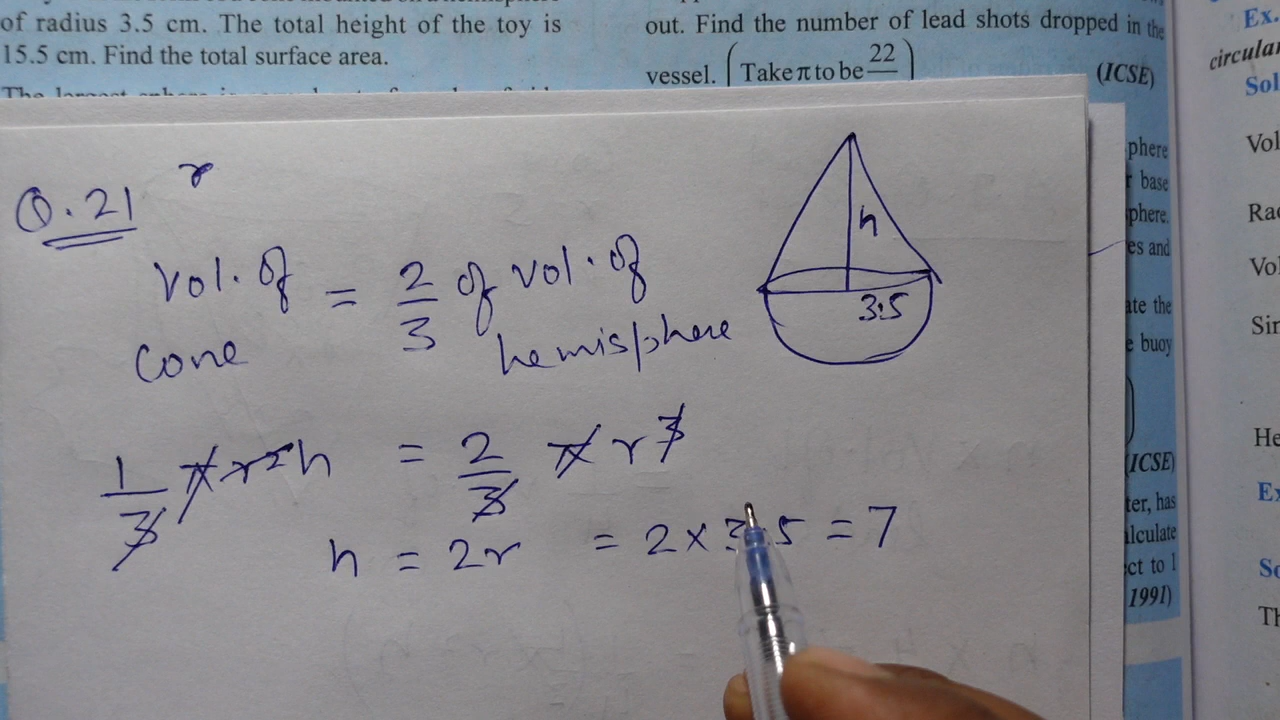 of radius 3.5 cm. The total height of the toy is
15.5 cm. Find the total surface area.
out. Find the number of lead shots dropped in the
vessel. (Take π to be 22/
(ICSE)
Ex.
circular
Sol
Q.21 r
Vol. of cone = 2/3 of vol. of hemisphere
h
3.5
1/3 πr²h = 2/3 πr³
h = 2r = 2 × 3.5 = 7
phere
r base
phere.
es and
ate the
e buoy
(ICSE)
ter, has
lculate
ct to 1
1991)
Vol
Rad
Vol
Sin
He
Ex
So
Th